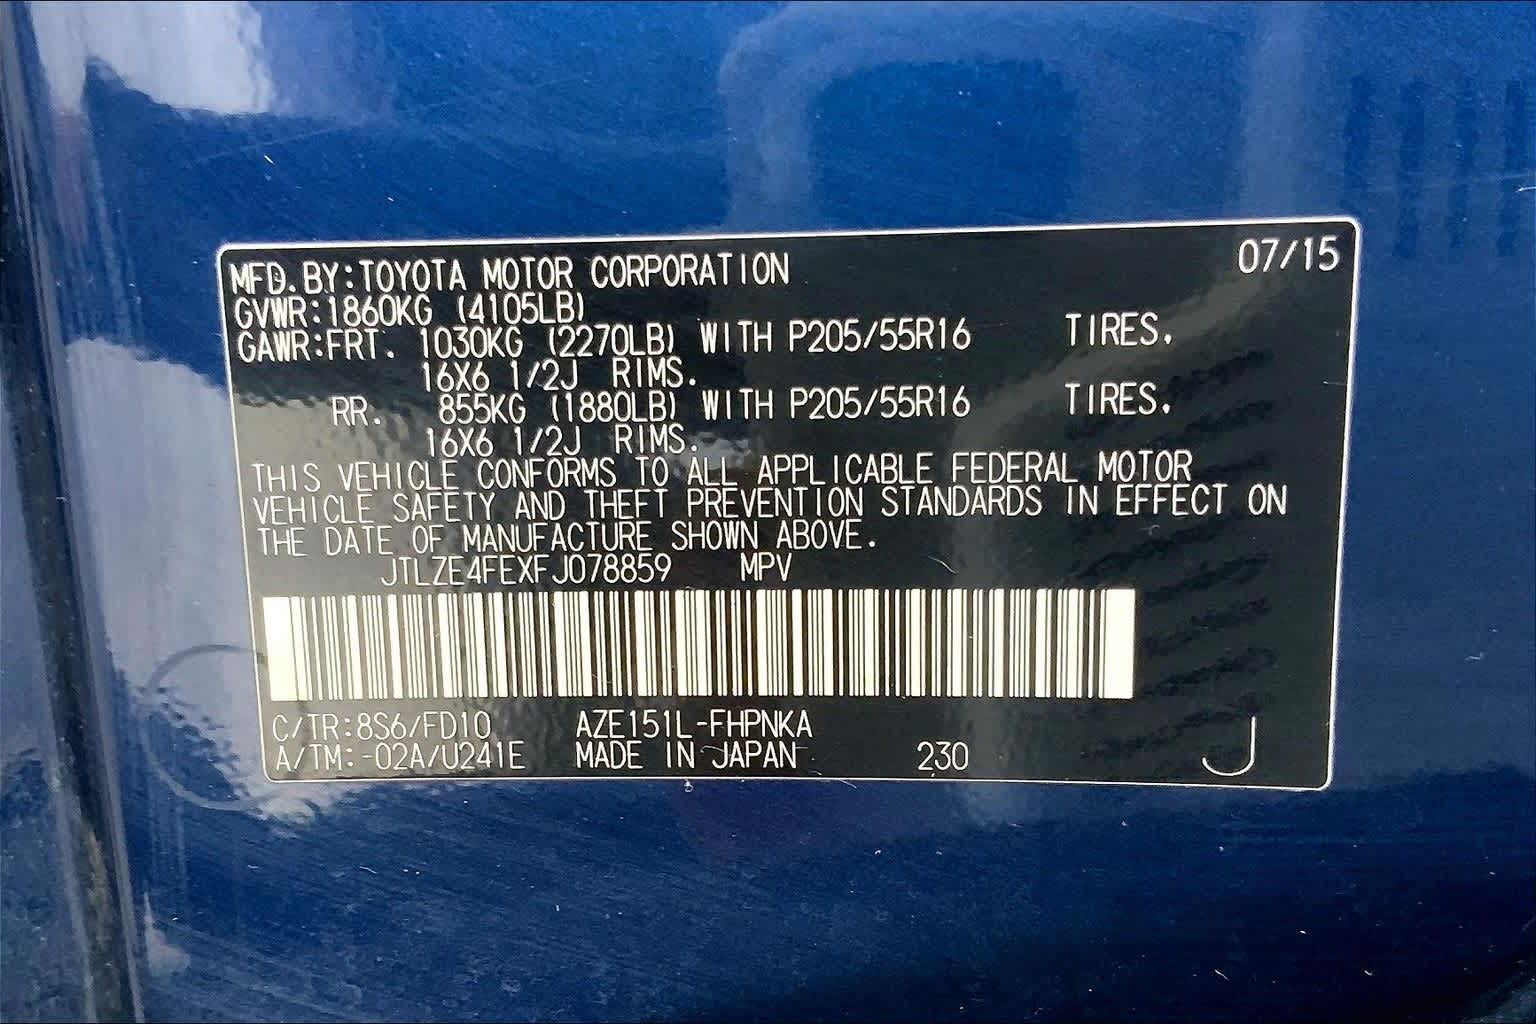 07/15
MFD. BY:TOYOTA MOTOR CORPORATION
GVWR:1860KG (4105LB)
GAWR:FRT. 1030KG (2270LB) WITH P205/55R16 TIRES.
16X6 1/2J RIMS.
RR. 855KG (1880LB) WITH P205/55R16 TIRES.
16X6 1/2J RIMS.
THIS VEHICLE CONFORMS TO ALL APPLICABLE FEDERAL MOTOR
VEHICLE SAFETY AND THEFT PREVENTION STANDARDS IN EFFECT ON
THE DATE OF MANUFACTURE SHOWN ABOVE.
JTLZE4FEXFJ078859 MPV
C/TR:8S6/FD10 AZE151L-FHPNKA
A/TM:-02A/U241E MADE IN JAPAN 230 J